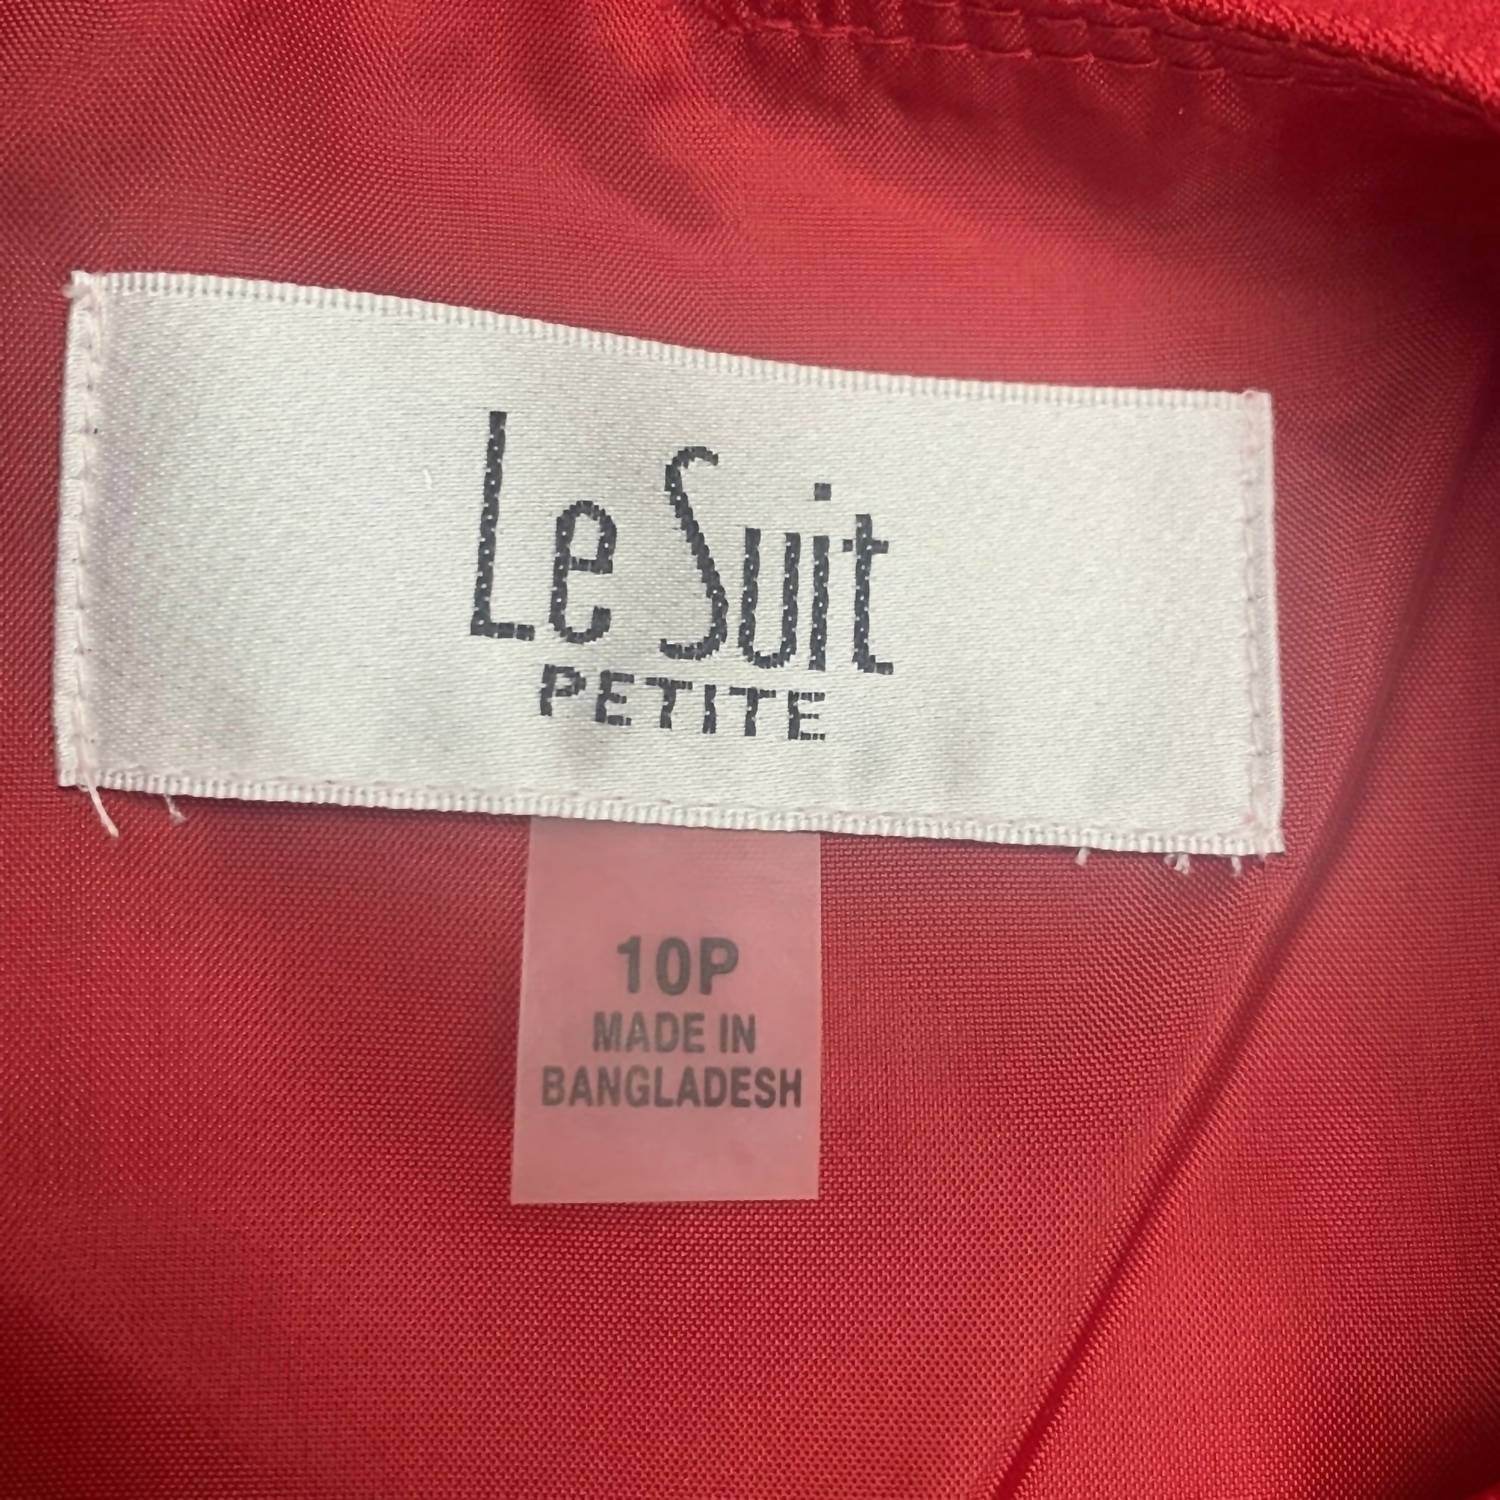 Le Suit
PETITE
10P
MADE IN
BANGLADESH